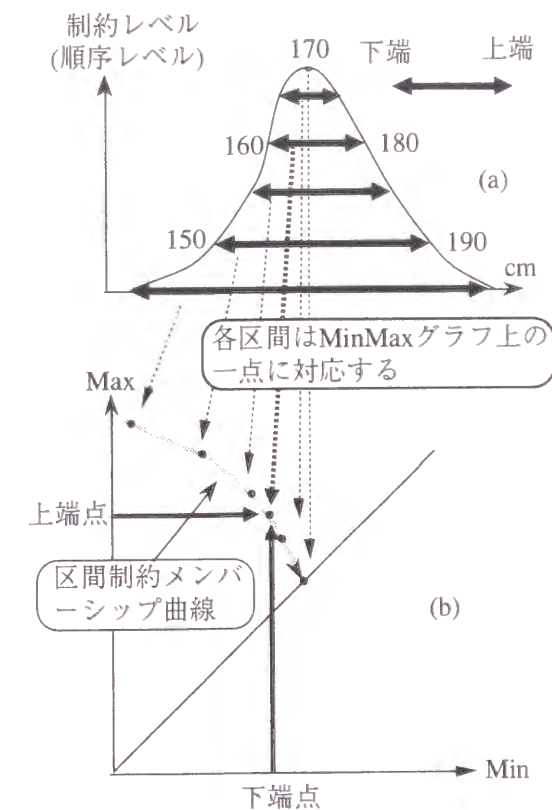 制約レベル
(順序レベル)
170
下端
上端
160
180
(a)
150
190
cm
各区間はMinMaxグラフ上の
一点に対応する
Max
上端点
区間制約メンバ
ーシップ曲線
(b)
Min
下端点